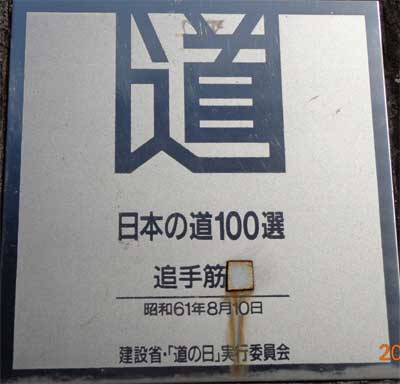 道
日本の道100選
追手筋
昭和61年8月10日
建設省・「道の日」実行委員会
20